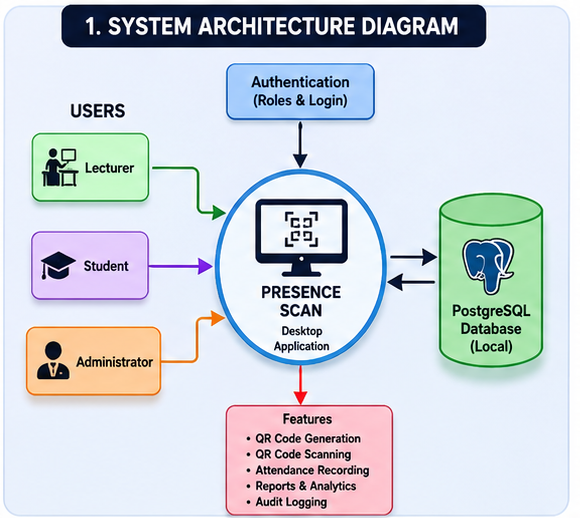 1. SYSTEM ARCHITECTURE DIAGRAM
Authentication
(Roles & Login)
USERS
Lecturer
Student
Administrator
PRESENCE
SCAN
Desktop
Application
PostgreSQL
Database
(Local)
Features
• QR Code Generation
• QR Code Scanning
• Attendance Recording
• Reports & Analytics
• Audit Logging